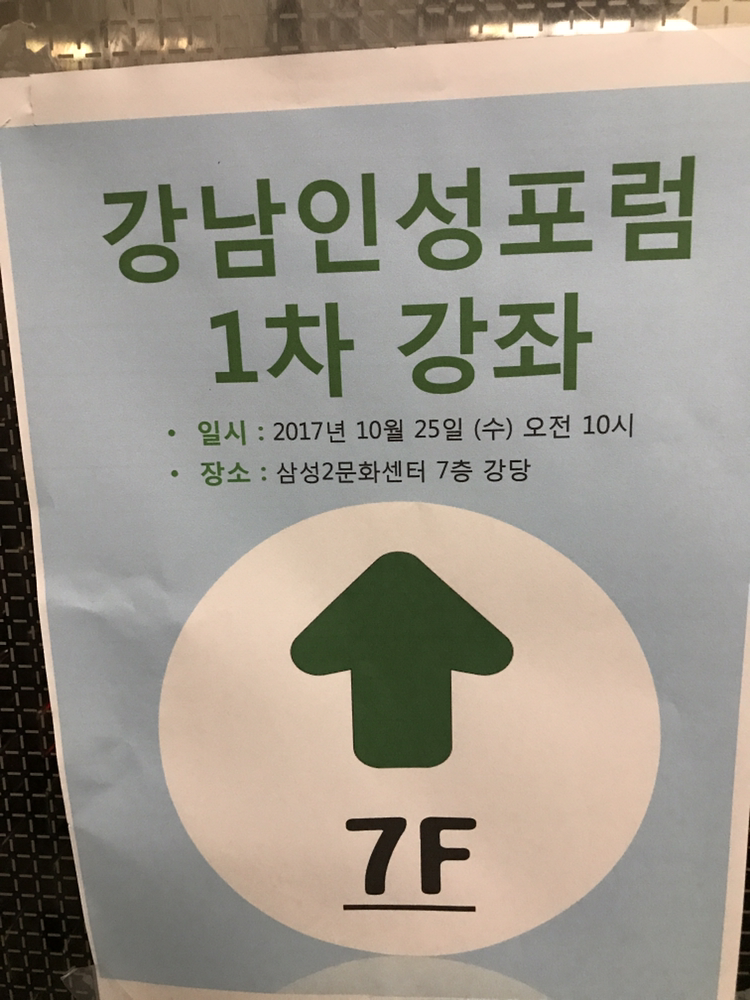 강남인성포럼
1차 강좌
• 일시 : 2017년 10월 25일 (수) 오전 10시
• 장소 : 삼성2문화센터 7층 강당
7F